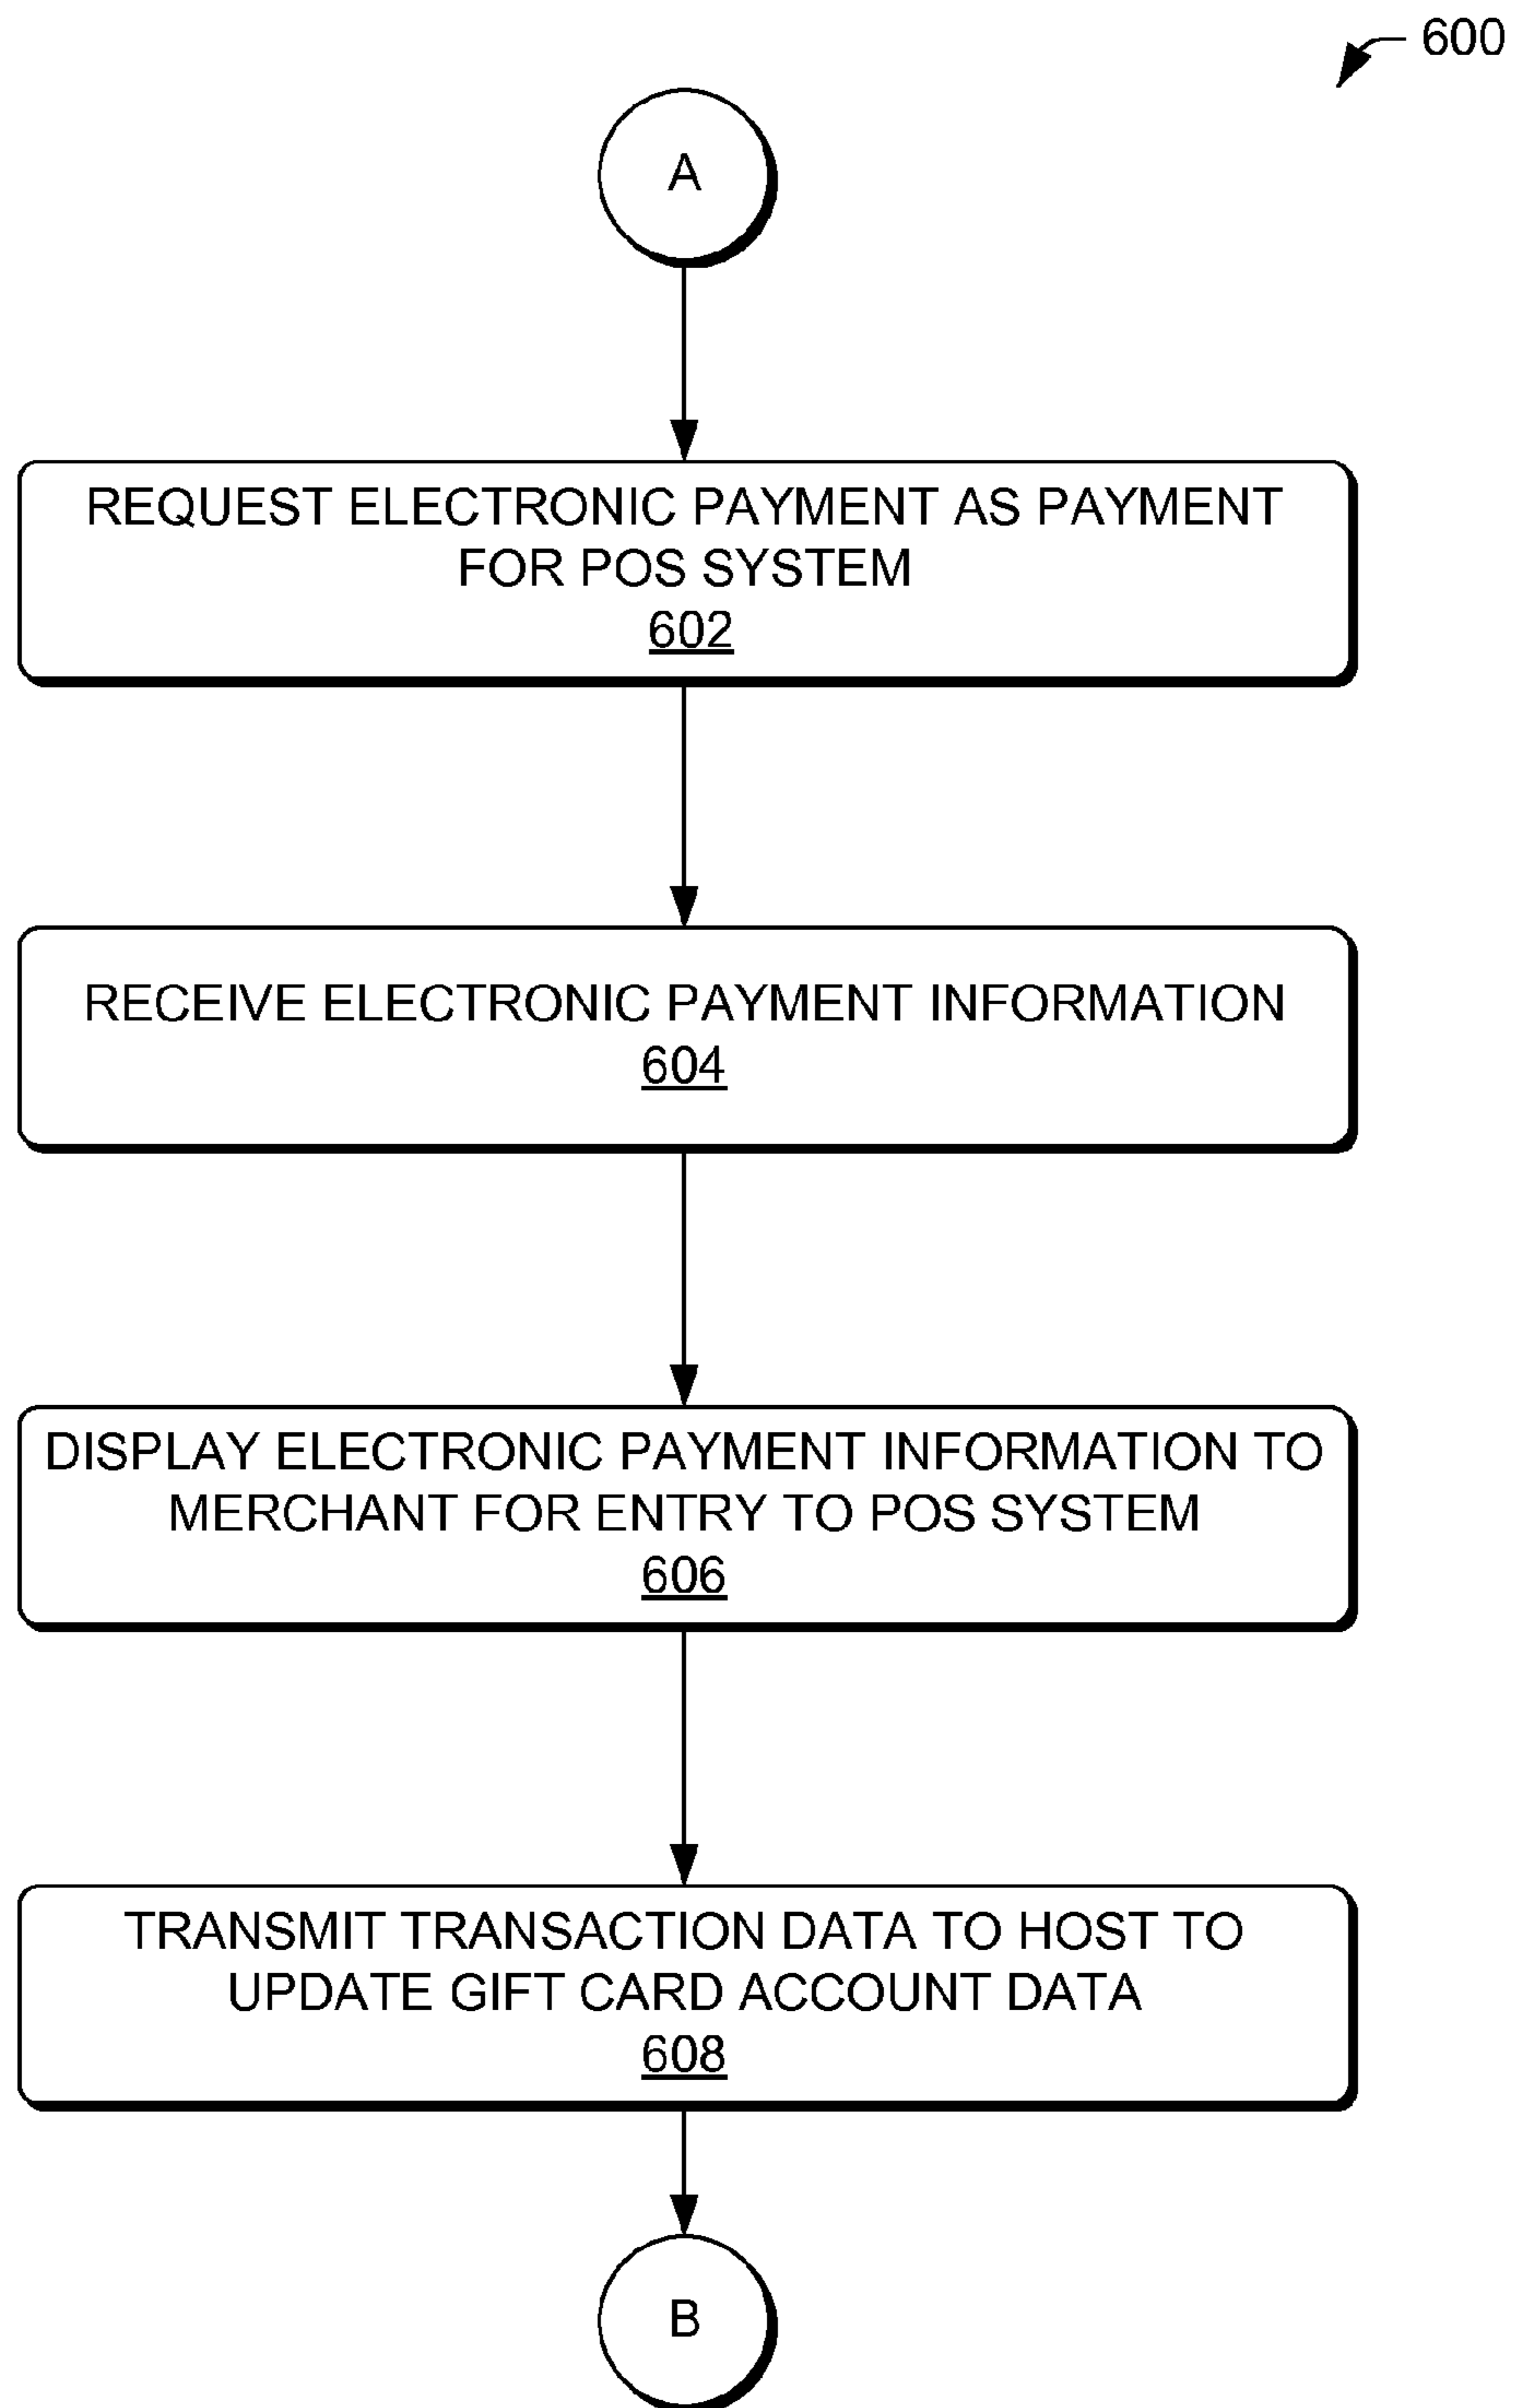 600
A
REQUEST ELECTRONIC PAYMENT AS PAYMENT
FOR POS SYSTEM
602
RECEIVE ELECTRONIC PAYMENT INFORMATION
604
DISPLAY ELECTRONIC PAYMENT INFORMATION TO
MERCHANT FOR ENTRY TO POS SYSTEM
606
TRANSMIT TRANSACTION DATA TO HOST TO
UPDATE GIFT CARD ACCOUNT DATA
608
B